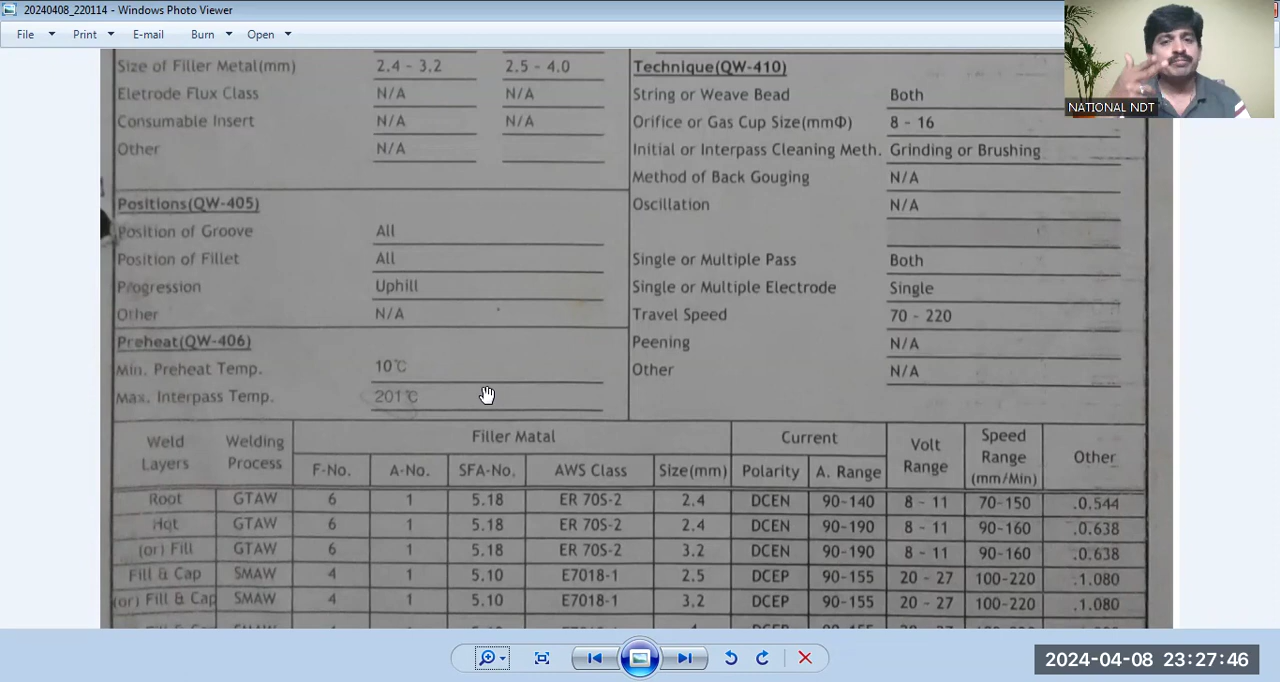 20240408_220114 - Windows Photo Viewer
File Print E-mail Burn Open
NATIONAL NDT
Size of Filler Metal(mm) 2.4 - 3.2 2.5 - 4.0
Eletrode Flux Class N/A N/A
Consumable Insert N/A N/A
Other N/A
Positions(QW-405)
Position of Groove All
Position of Fillet All
Progression Uphill
Other N/A
Preheat(QW-406)
Min. Preheat Temp. 10℃
Max. Interpass Temp. 201℃
Technique(QW-410)
String or Weave Bead Both
Orifice or Gas Cup Size(mmΦ) 8 - 16
Initial or Interpass Cleaning Meth. Grinding or Brushing
Method of Back Gouging N/A
Oscillation N/A
Single or Multiple Pass Both
Single or Multiple Electrode Single
Travel Speed 70 - 220
Peening N/A
Other N/A
Weld Layers Welding Process Filler Matal Current Volt Range Speed Range (mm/Min) Other
F-No. A-No. SFA-No. AWS Class Size(mm) Polarity A. Range
Root GTAW 6 1 5.18 ER 70S-2 2.4 DCEN 90-140 8 - 11 70-150 .0.544
Hot GTAW 6 1 5.18 ER 70S-2 2.4 DCEN 90-190 8 - 11 90-160 .0.638
(or) Fill GTAW 6 1 5.18 ER 70S-2 3.2 DCEN 90-190 8 - 11 90-160 .0.638
Fill & Cap SMAW 4 1 5.10 E7018-1 2.5 DCEP 90-155 20 - 27 100-220 .1.080
(or) Fill & Cap SMAW 4 1 5.10 E7018-1 3.2 DCEP 90-155 20 - 27 100-220 .1.080
2024-04-08 23:27:46